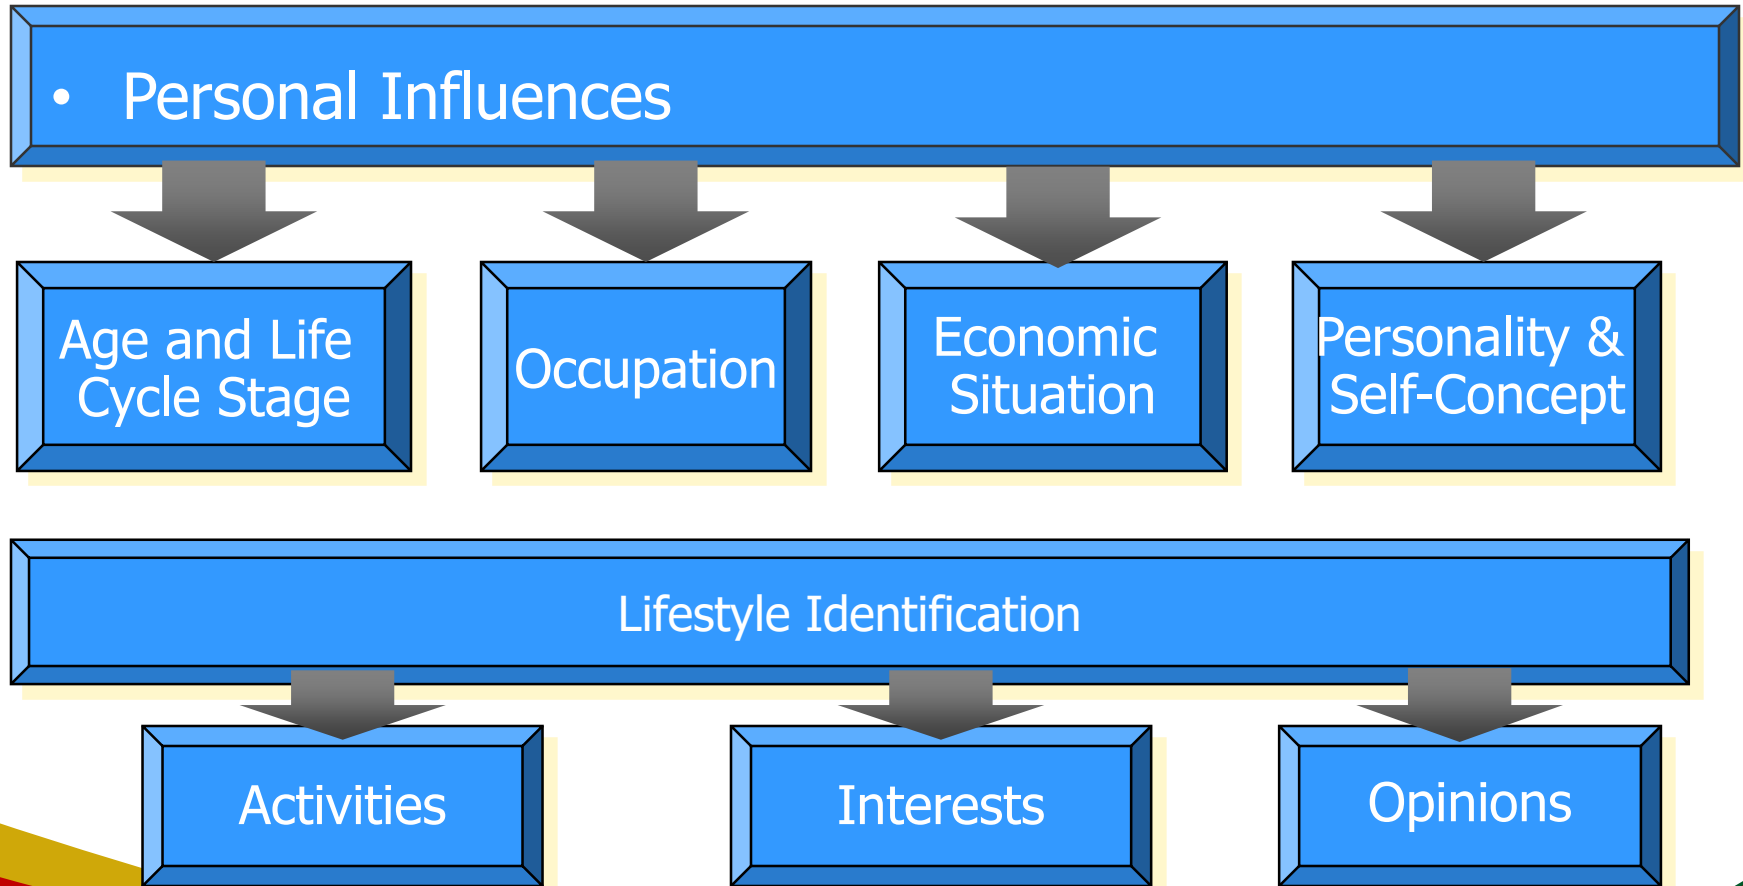 • Personal Influences
Age and Life
Cycle Stage
Occupation
Economic
Situation
Personality &
Self-Concept
Lifestyle Identification
Activities
Interests
Opinions